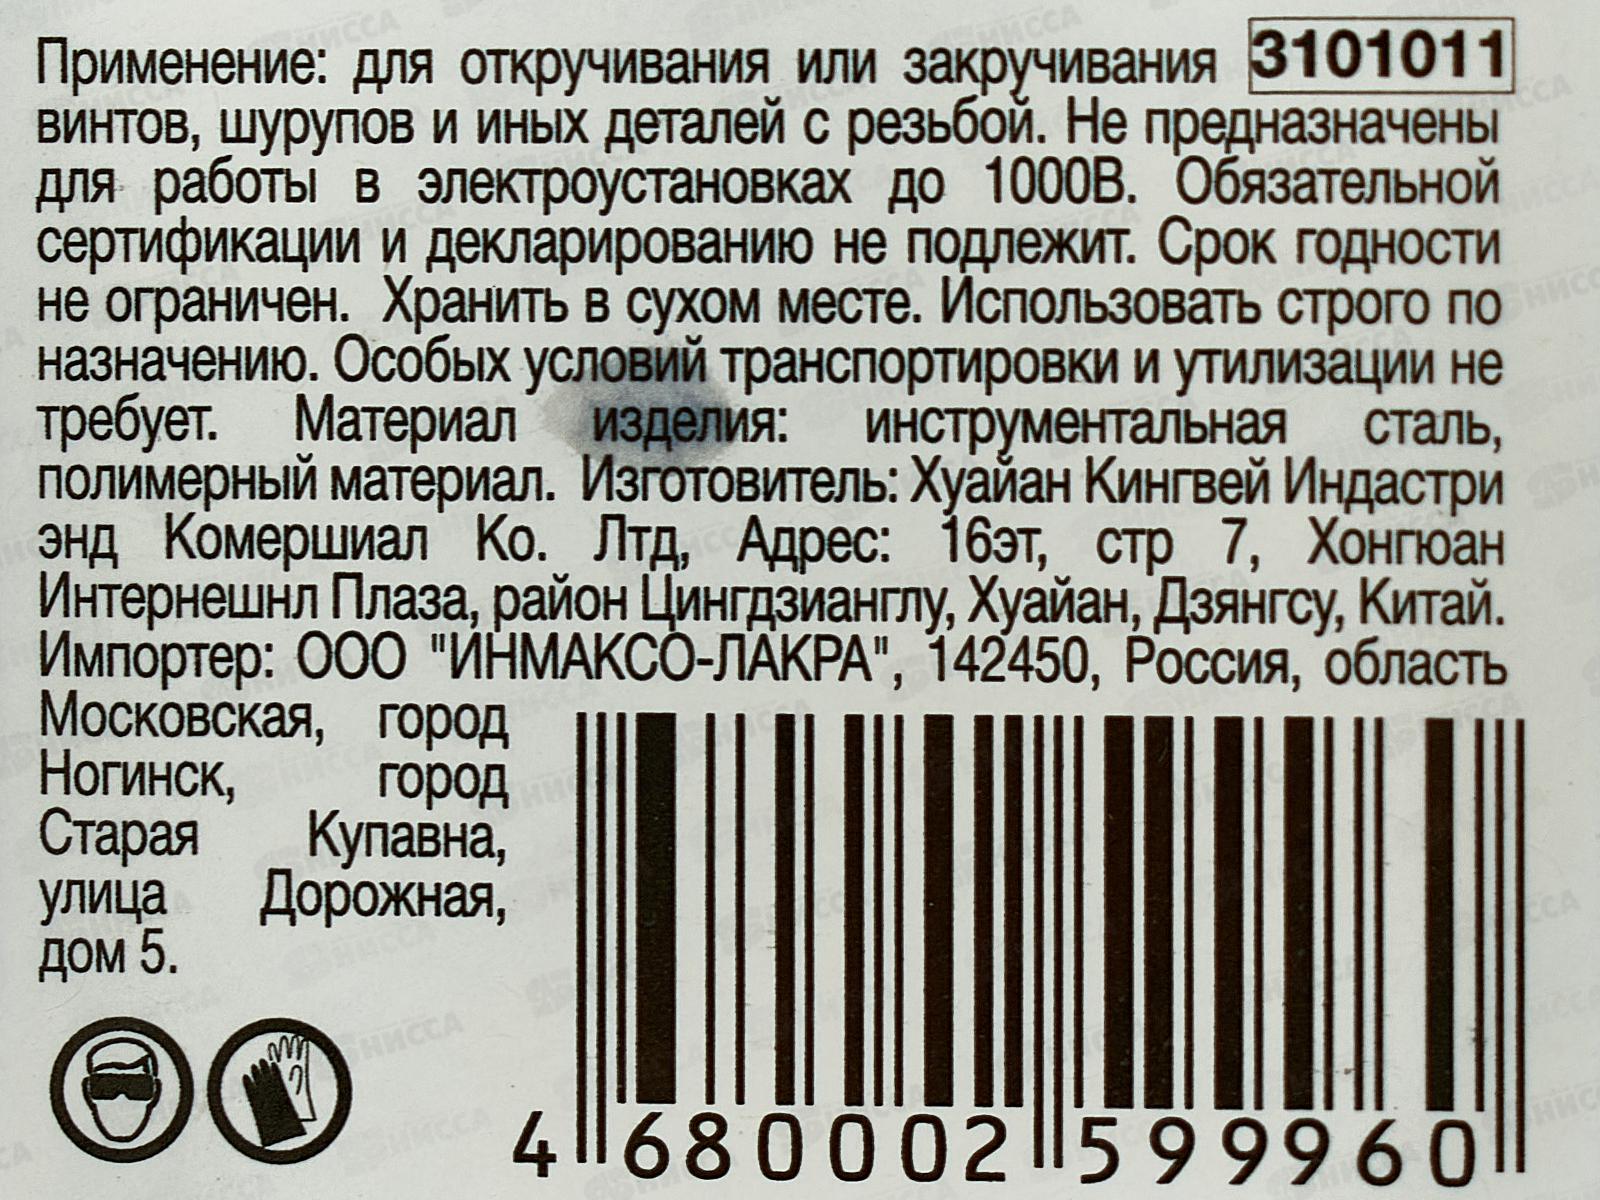 Применение: для откручивания или закручивания 3101011
винтов, шурупов и иных деталей с резьбой. Не предназначены
для работы в электроустановках до 1000В. Обязательной
сертификации и декларированию не подлежит. Срок годности
не ограничен. Хранить в сухом месте. Использовать строго по
назначению. Особых условий транспортировки и утилизации не
требует. Материал изделия: инструментальная сталь,
полимерный материал. Изготовитель: Хуайан Кингвей Индастри
энд Комершиал Ко. Лтд, Адрес: 16эт, стр 7, Хонгюан
Интернешнл Плаза, район Цингдзианглу, Хуайан, Дзянгсу, Китай.
Импортер: ООО "ИНМАКСО-ЛАКРА", 142450, Россия, область
Московская, город
Ногинск, город
Старая Купавна,
улица Дорожная,
дом 5.
4 680002 599960